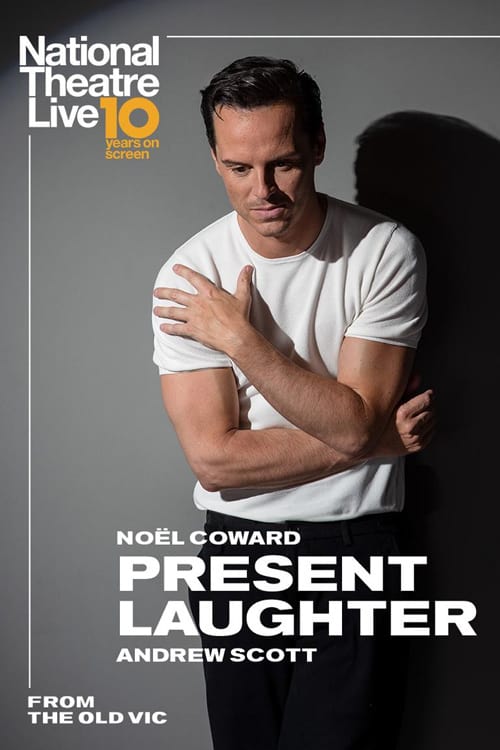 National
Theatre
Live 10
years on
screen
NOËL COWARD
PRESENT
LAUGHTER
ANDREW SCOTT
FROM
THE OLD VIC